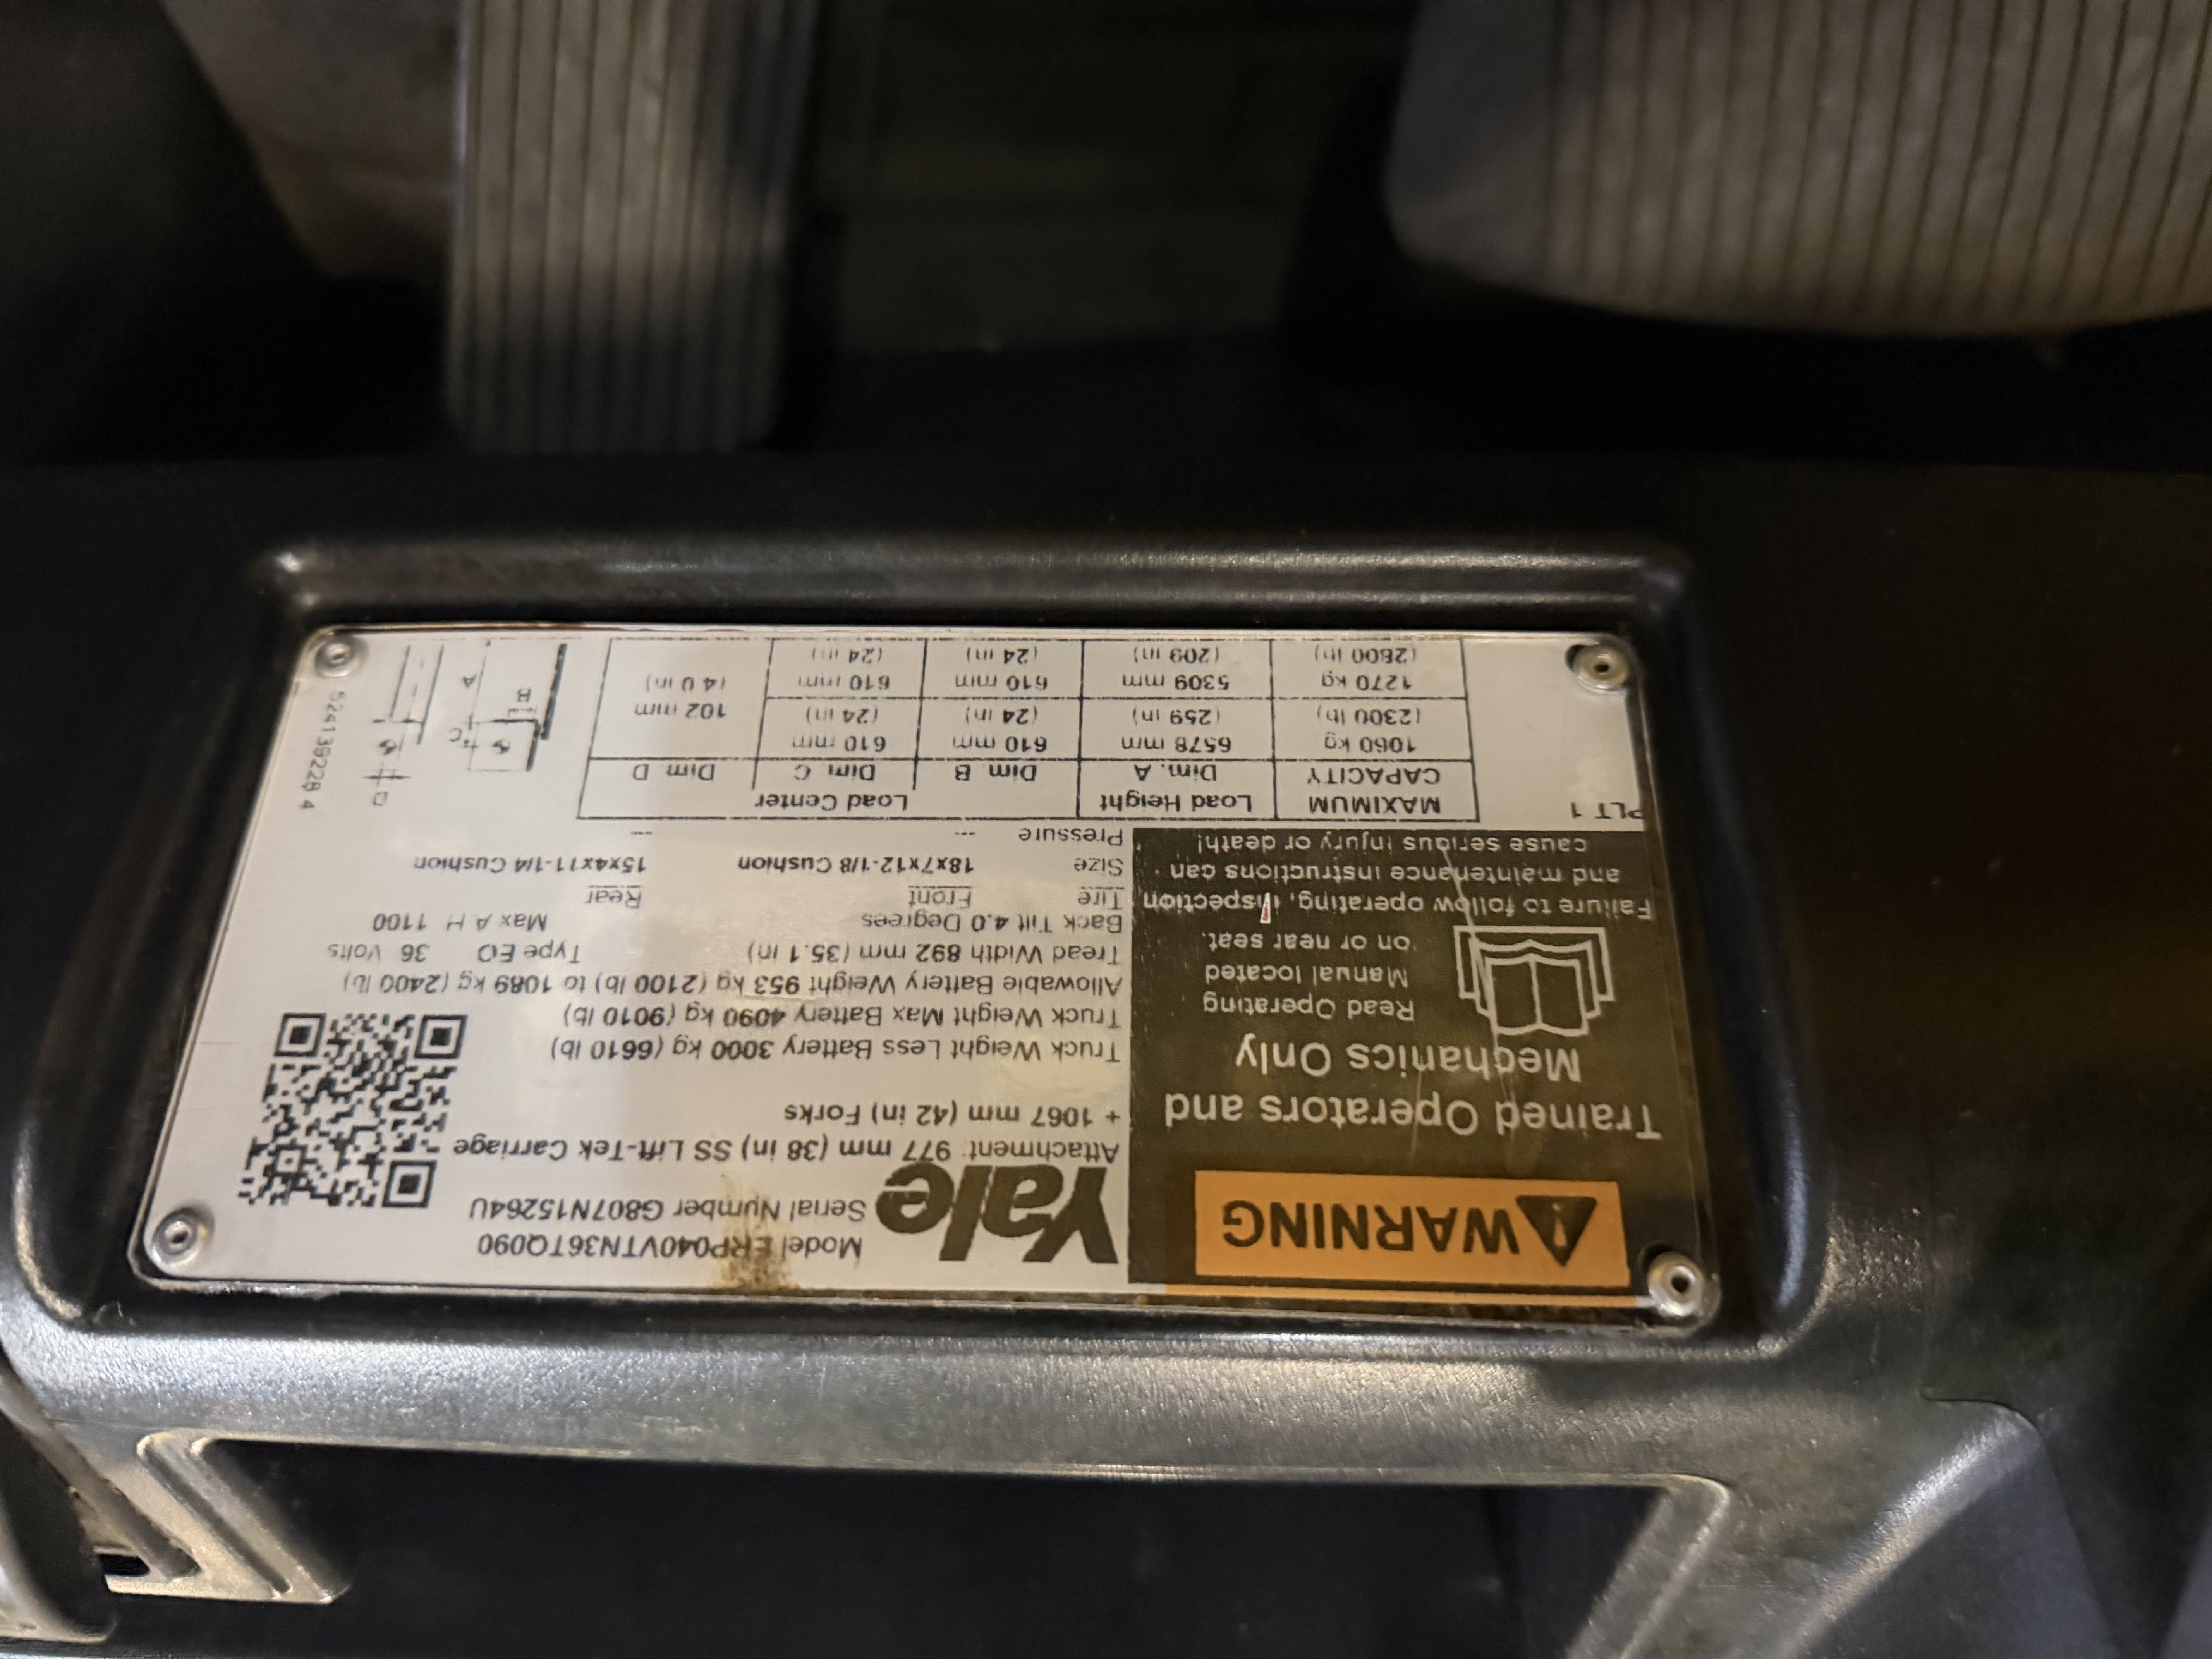 WARNING
Trained Operators and
Mechanics Only
Read Operating
Manual located
on or near seat.
Failure to follow operating, inspection
and maintenance instructions can
cause serious injury or death!
Yale
Model ERP040VTN36TQ090
Serial Number G807N15264U
Attachment: 977 mm (38 in) SS Lift-Tek Carriage
+ 1067 mm (42 in) Forks
Truck Weight Less Battery 3000 kg (6610 lb)
Truck Weight Max Battery 4090 kg (9010 lb)
Allowable Battery Weight 953 kg (2100 lb) to 1089 kg (2400 lb)
Tread Width 892 mm (35.1 in) Type EO 36 Volts
Back Tilt 4.0 Degrees Max A H 1100
Tire Front Rear
Size 18x7x12-1/8 Cushion 15x4x11-1/4 Cushion
Pressure --- ---
PLT 1
MAXIMUM Load Height Load Center
CAPACITY Dim. A Dim. B Dim. C Dim. D
1060 kg 6578 mm 610 mm 610 mm 102 mm
(2300 lb) (259 in) (24 in) (24 in) (4.0 in)
1270 kg 5309 mm 610 mm 610 mm
(2800 lb) (209 in) (24 in) (24 in)
D
C
B
A
524139228 4